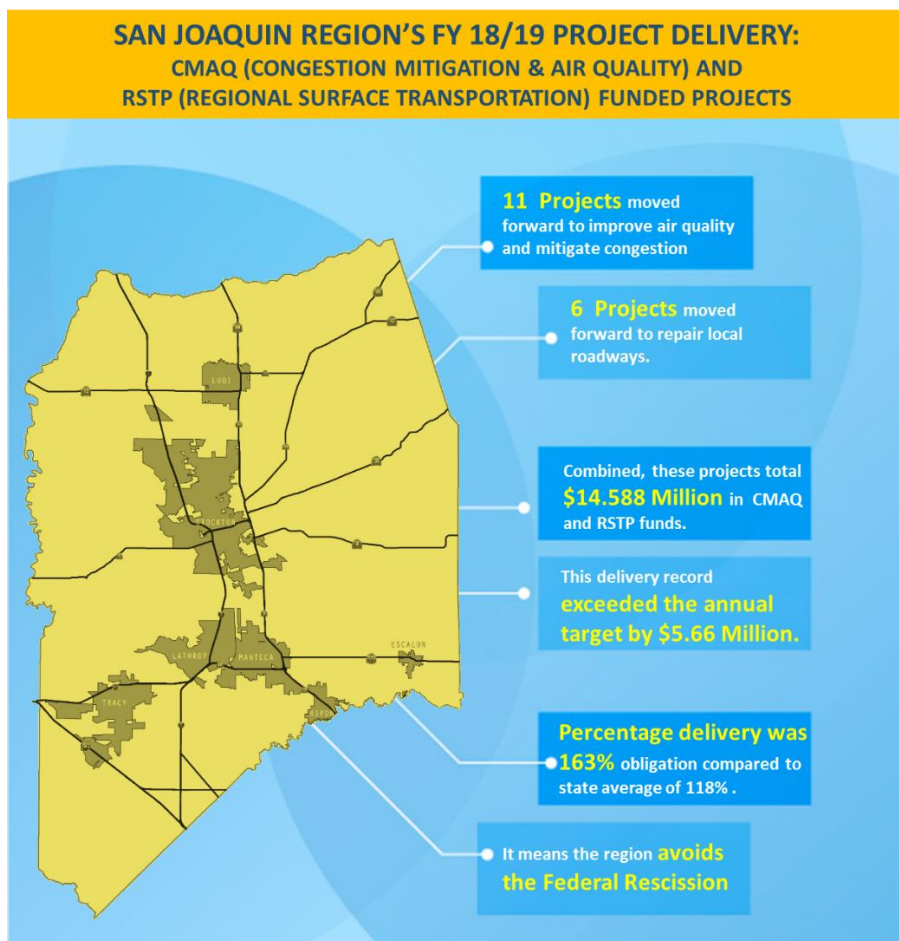 SAN JOAQUIN REGION'S FY 18/19 PROJECT DELIVERY:
CMAQ (CONGESTION MITIGATION & AIR QUALITY) AND
RSTP (REGIONAL SURFACE TRANSPORTATION) FUNDED PROJECTS
11 Projects moved
forward to improve air quality
and mitigate congestion
6 Projects moved
forward to repair local
roadways.
LODI
Combined, these projects total
$14.588 Million in CMAQ
and RSTP funds.
STOCKTON
This delivery record
exceeded the annual
target by $5.66 Million.
ESCALON
LATHROP
MANTECA
TRACY
RIPON
Percentage delivery was
163% obligation compared to
state average of 118% .
It means the region avoids
the Federal Rescission